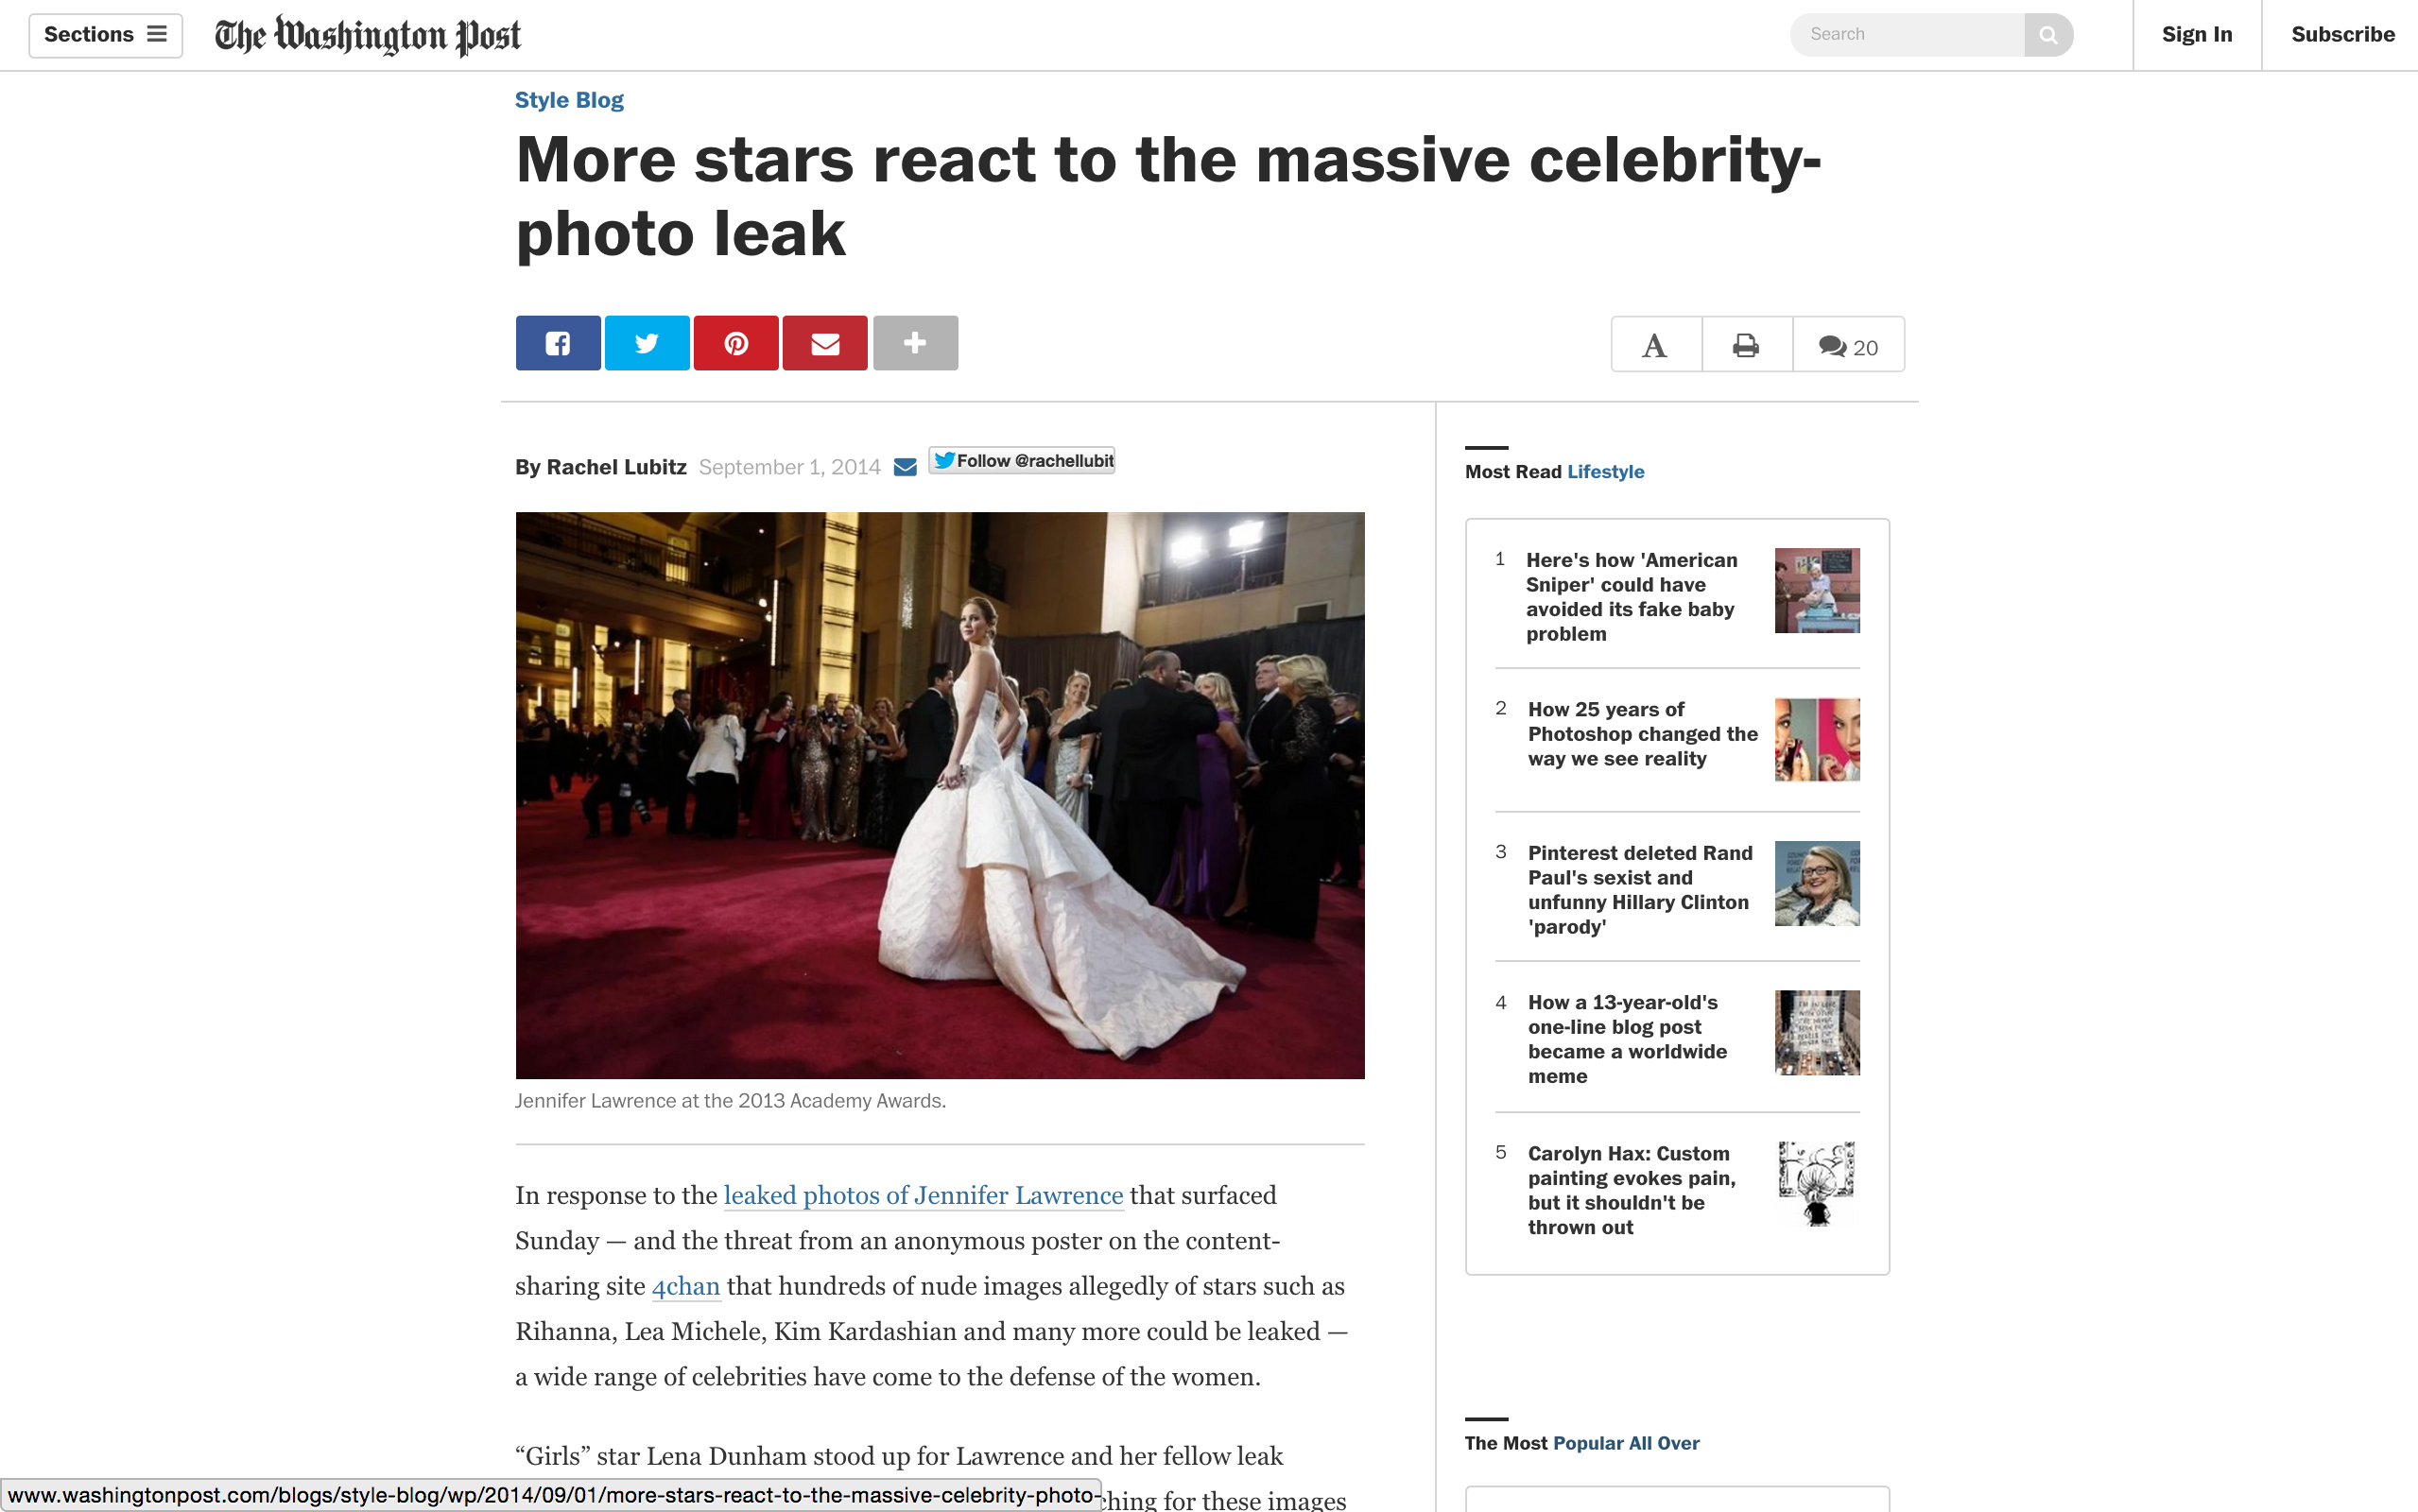 Sections
The Washington Post
Search
Sign In
Subscribe
Style Blog
More stars react to the massive celebrity-
photo leak
A
20
By Rachel Lubitz September 1, 2014
Follow @rachellubit
Jennifer Lawrence at the 2013 Academy Awards.
In response to the leaked photos of Jennifer Lawrence that surfaced
Sunday — and the threat from an anonymous poster on the content-
sharing site 4chan that hundreds of nude images allegedly of stars such as
Rihanna, Lea Michele, Kim Kardashian and many more could be leaked —
a wide range of celebrities have come to the defense of the women.
“Girls” star Lena Dunham stood up for Lawrence and her fellow leak
ching for these images
www.washingtonpost.com/blogs/style-blog/wp/2014/09/01/more-stars-react-to-the-massive-celebrity-photo-
Most Read Lifestyle
1 Here's how 'American
Sniper' could have
avoided its fake baby
problem
2 How 25 years of
Photoshop changed the
way we see reality
3 Pinterest deleted Rand
Paul's sexist and
unfunny Hillary Clinton
'parody'
4 How a 13-year-old's
one-line blog post
became a worldwide
meme
5 Carolyn Hax: Custom
painting evokes pain,
but it shouldn't be
thrown out
The Most Popular All Over